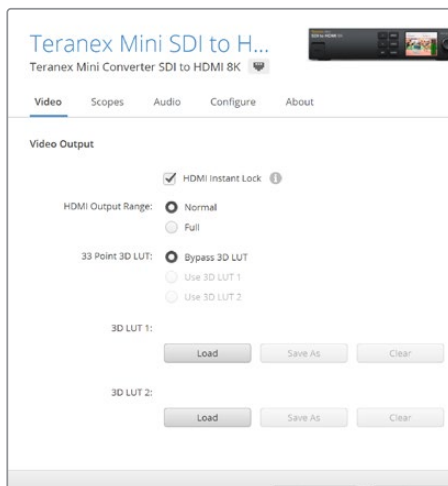 Teranex Mini SDI to H...
Teranex Mini Converter SDI to HDMI 8K
Video Scopes Audio Configure About
Video Output
HDMI Instant Lock
HDMI Output Range: Normal
Full
33 Point 3D LUT: Bypass 3D LUT
Use 3D LUT 1
Use 3D LUT 2
3D LUT 1:
Load Save As Clear
3D LUT 2:
Load Save As Clear